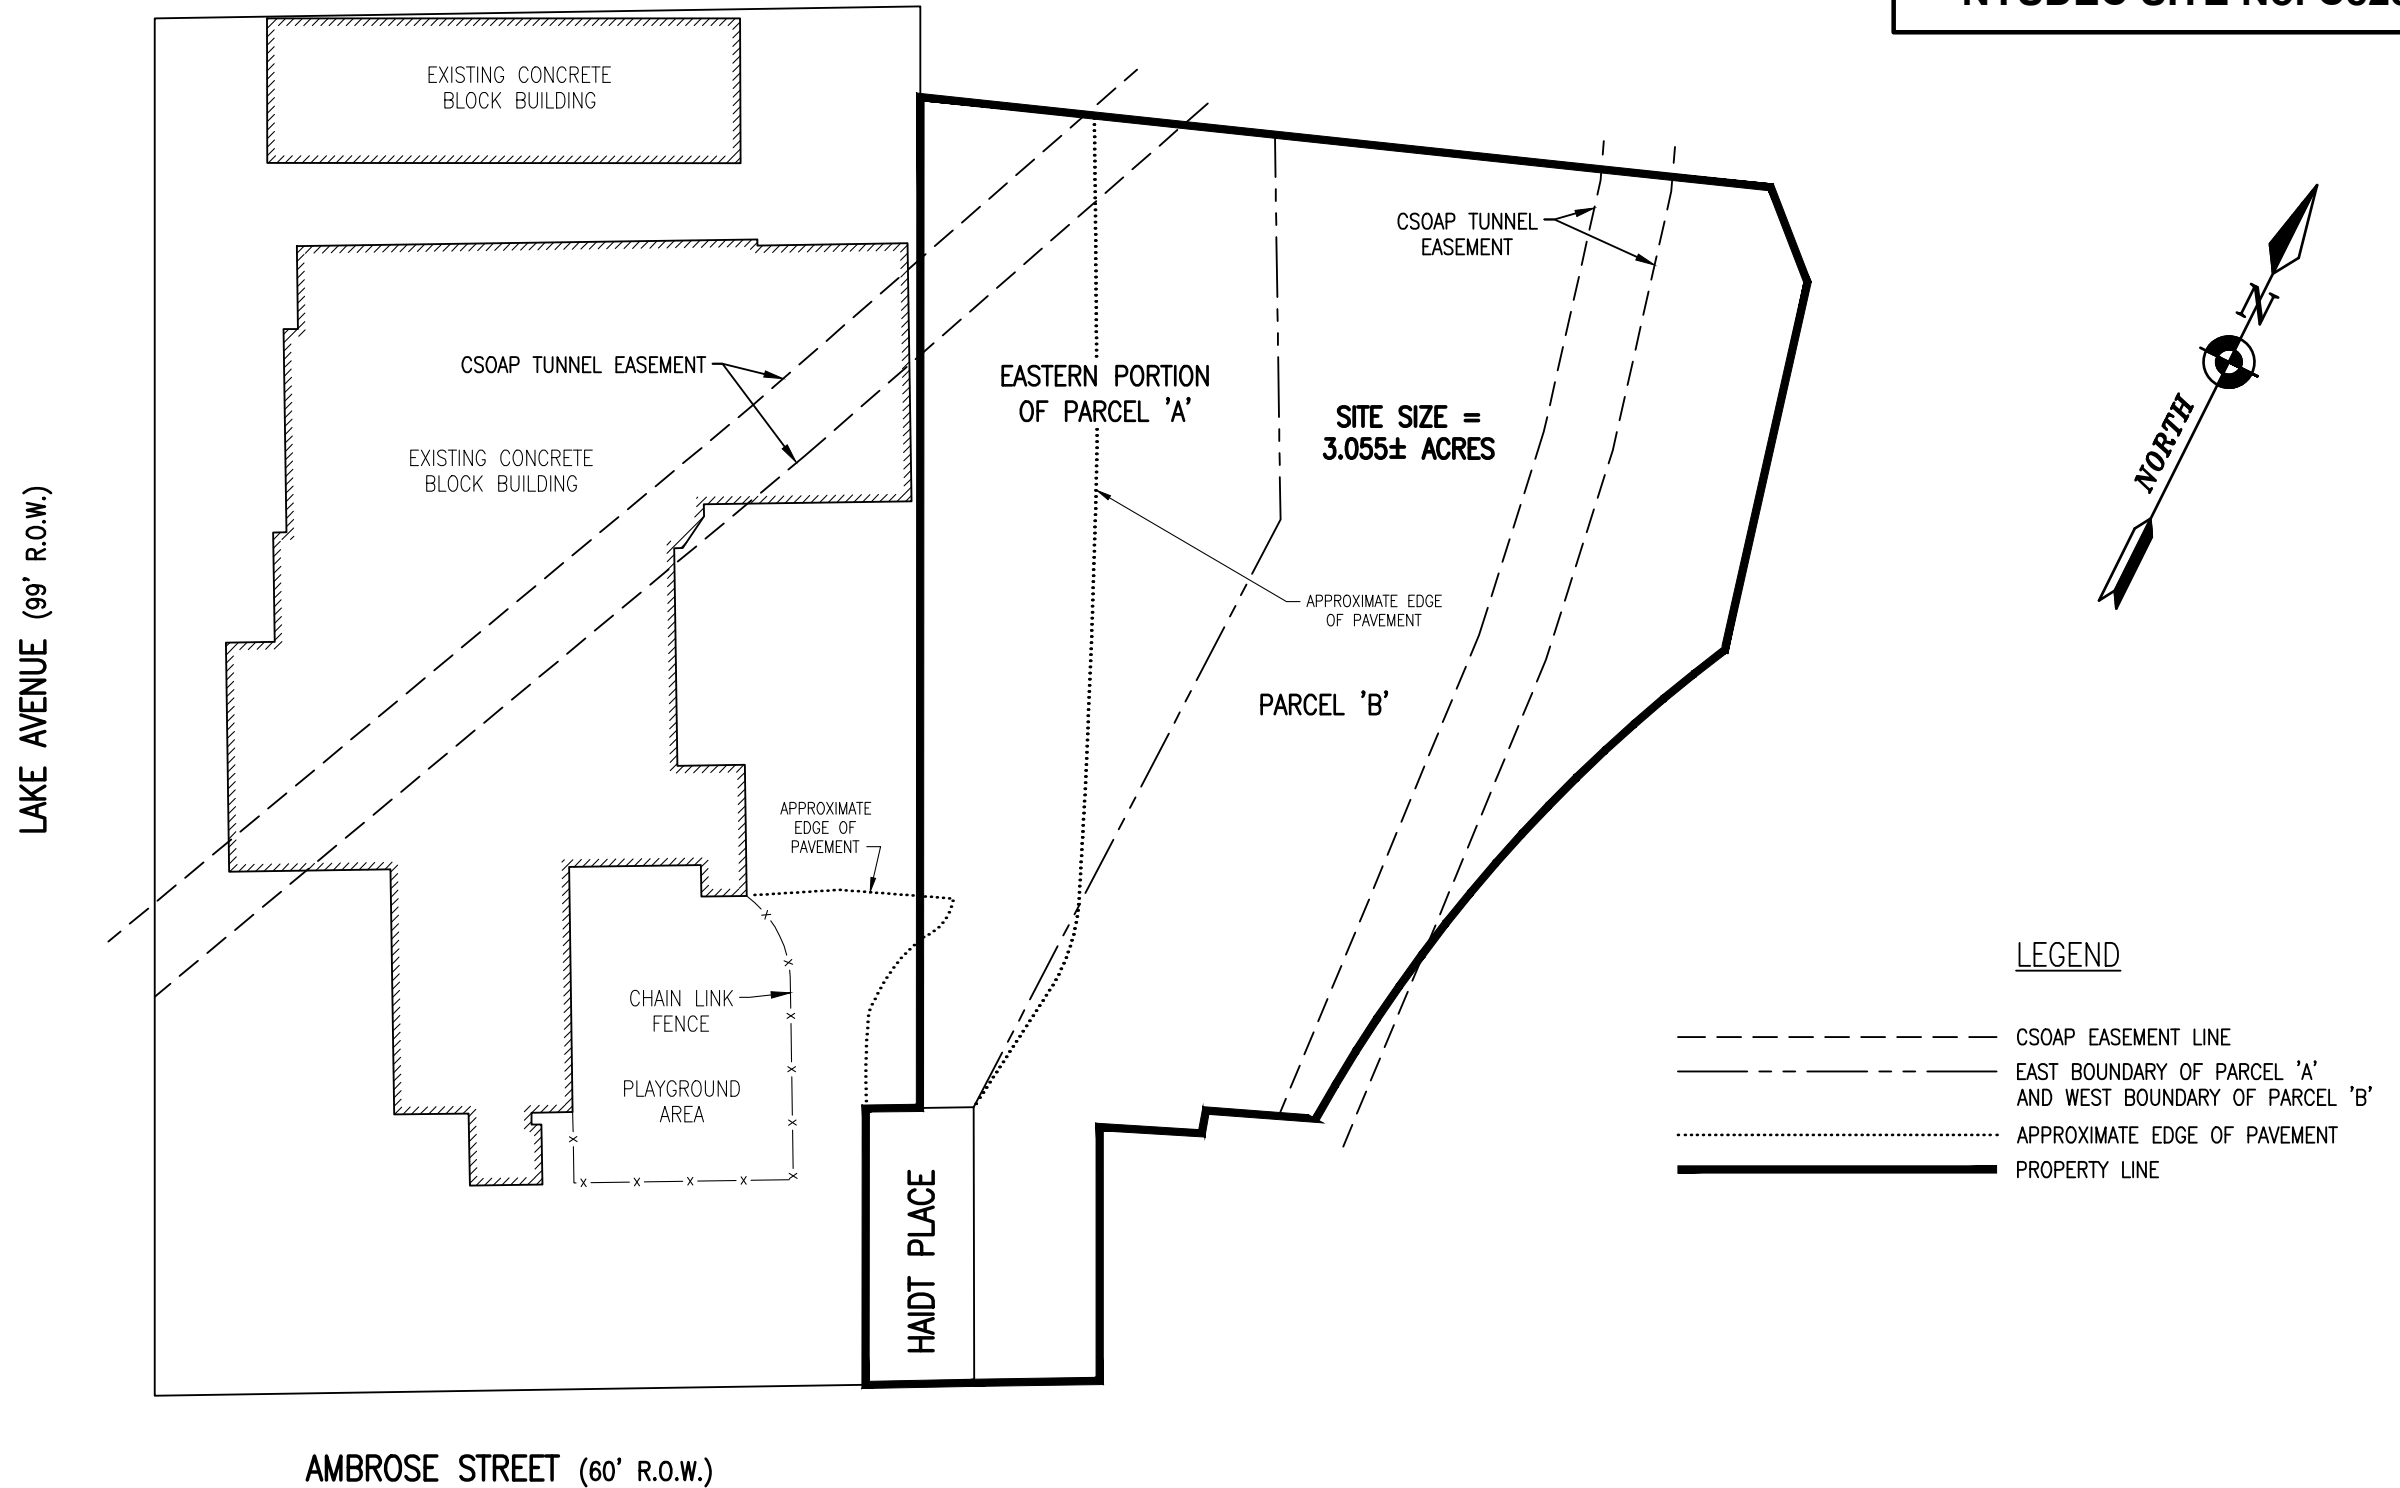 EXISTING CONCRETE
BLOCK BUILDING
CSOAP TUNNEL
EASEMENT
N
NORTH
CSOAP TUNNEL EASEMENT
EASTERN PORTION
OF PARCEL 'A'
SITE SIZE =
3.055± ACRES
EXISTING CONCRETE
BLOCK BUILDING
LAKE AVENUE (99' R.O.W.)
APPROXIMATE EDGE
OF PAVEMENT
PARCEL 'B'
APPROXIMATE
EDGE OF
PAVEMENT
CHAIN LINK
FENCE
PLAYGROUND
AREA
HAIDT PLACE
LEGEND
CSOAP EASEMENT LINE
EAST BOUNDARY OF PARCEL 'A'
AND WEST BOUNDARY OF PARCEL 'B'
APPROXIMATE EDGE OF PAVEMENT
PROPERTY LINE
AMBROSE STREET (60' R.O.W.)